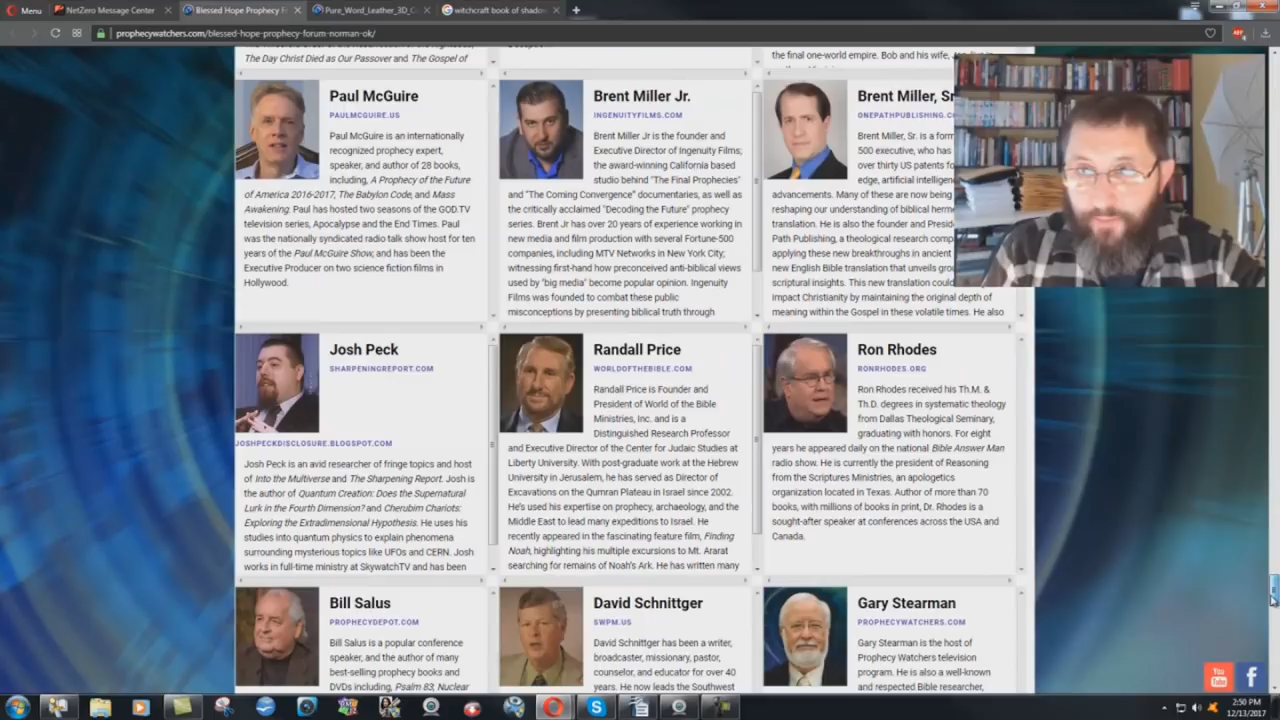 Menu
NetZero Message Center
Blessed Hope Prophecy F
Pure_Word_Leather_3D_C
witchcraft book of shadow
prophecywatchers.com/blessed-hope-prophecy-forum-norman-ok/
The Day Christ Died as Our Passover and The Gospel of
the final one-world empire. Bob and his wife,
Paul McGuire
PAULMCGUIRE.US
Paul McGuire is an internationally
recognized prophecy expert,
speaker, and author of 28 books,
including, A Prophecy of the Future
of America 2016-2017, The Babylon Code, and Mass
Awakening. Paul has hosted two seasons of the GOD.TV
television series, Apocalypse and the End Times. Paul
was the nationally syndicated radio talk show host for ten
years of the Paul McGuire Show, and has been the
Executive Producer on two science fiction films in
Hollywood.
Brent Miller Jr.
INGENUITYFILMS.COM
Brent Miller Jr is the founder and
Executive Director of Ingenuity Films;
the award-winning California based
studio behind "The Final Prophecies"
and "The Coming Convergence" documentaries, as well as
the critically acclaimed "Decoding the Future" prophecy
series. Brent Jr has over 20 years of experience working in
new media and film production with several Fortune-500
companies, including MTV Networks in New York City;
witnessing first-hand how preconceived anti-biblical views
used by "big media" become popular opinion. Ingenuity
Films was founded to combat these public
misconceptions by presenting biblical truth through
Brent Miller, Sr
ONEPATHPUBLISHING.C
Brent Miller, Sr. is a form
500 executive, who has
over thirty US patents fo
edge, artificial intelligenc
advancements. Many of these are now being
reshaping our understanding of biblical herme
translation. He is also the founder and Presid
Path Publishing, a theological research comp
applying these new breakthroughs in ancient
new English Bible translation that unveils grou
scriptural insights. This new translation could
impact Christianity by maintaining the original depth of
meaning within the Gospel in these volatile times. He also
Josh Peck
SHARPENINGREPORT.COM
JOSHPECKDISCLOSURE.BLOGSPOT.COM
Josh Peck is an avid researcher of fringe topics and host
of Into the Multiverse and The Sharpening Report. Josh is
the author of Quantum Creation: Does the Supernatural
Lurk in the Fourth Dimension? and Cherubim Chariots:
Exploring the Extradimensional Hypothesis. He uses his
studies into quantum physics to explain phenomena
surrounding mysterious topics like UFOs and CERN. Josh
works in full-time ministry at SkywatchTV and has been
Randall Price
WORLDOFTHEBIBLE.COM
Randall Price is Founder and
President of World of the Bible
Ministries, Inc. and is a
Distinguished Research Professor
and Executive Director of the Center for Judaic Studies at
Liberty University. With post-graduate work at the Hebrew
University in Jerusalem, he has served as Director of
Excavations on the Qumran Plateau in Israel since 2002.
He's used his expertise on prophecy, archaeology, and the
Middle East to lead many expeditions to Israel. He
recently appeared in the fascinating feature film, Finding
Noah, highlighting his multiple excursions to Mt. Ararat
searching for remains of Noah's Ark. He has written many
Ron Rhodes
RONRHODES.ORG
Ron Rhodes received his Th.M. &
Th.D. degrees in systematic theology
from Dallas Theological Seminary,
graduating with honors. For eight
years he appeared daily on the national Bible Answer Man
radio show. He is currently the president of Reasoning
from the Scriptures Ministries, an apologetics
organization located in Texas. Author of more than 70
books, with millions of books in print, Dr. Rhodes is a
sought-after speaker at conferences across the USA and
Canada.
Bill Salus
PROPHECYDEPOT.COM
Bill Salus is a popular conference
speaker, and the author of many
best-selling prophecy books and
DVDs including, Psalm 83, Nuclear
David Schnittger
SWPM.US
David Schnittger has been a writer,
broadcaster, missionary, pastor,
counselor, and educator for over 40
years. He now leads the Southwest
Gary Stearman
PROPHECYWATCHERS.COM
Gary Stearman is the host of
Prophecy Watchers television
program. He is also a well-known
and respected Bible researcher,
You
Tube
2:50 PM
12/13/2017